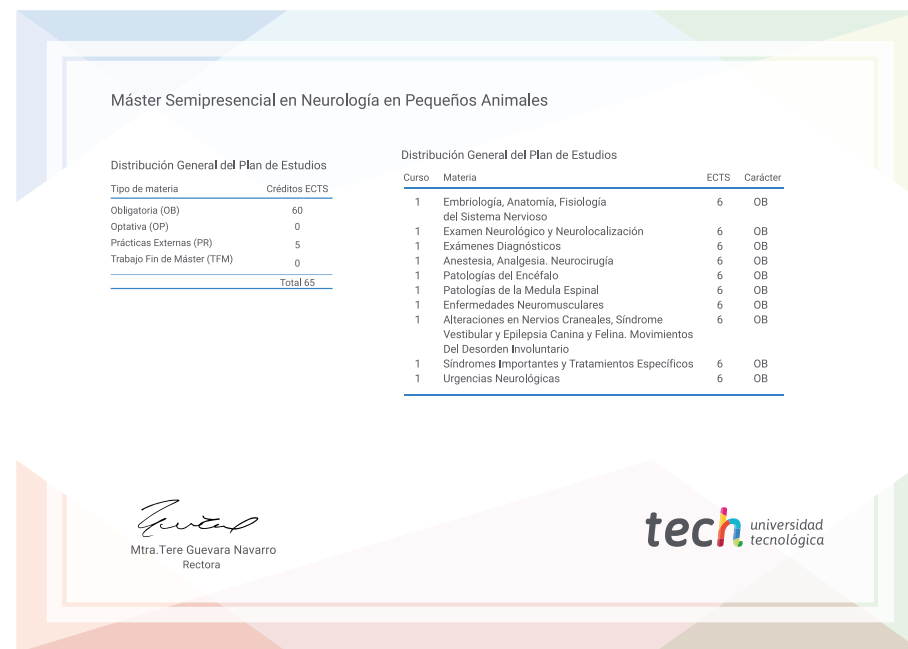 Máster Semipresencial en Neurología en Pequeños Animales
Distribución General del Plan de Estudios
Tipo de materia Créditos ECTS
Obligatoria (OB) 60
Optativa (OP) 0
Prácticas Externas (PR) 5
Trabajo Fin de Máster (TFM) 0
Total 65
Distribución General del Plan de Estudios
Curso Materia ECTS Carácter
1 Embriología, Anatomía, Fisiología 6 OB
del Sistema Nervioso
1 Examen Neurológico y Neurolocalización 6 OB
1 Exámenes Diagnósticos 6 OB
1 Anestesia, Analgesia. Neurocirugía 6 OB
1 Patologías del Encéfalo 6 OB
1 Patologías de la Medula Espinal 6 OB
1 Enfermedades Neuromusculares 6 OB
1 Alteraciones en Nervios Craneales, Síndrome 6 OB
Vestibular y Epilepsia Canina y Felina. Movimientos
Del Desorden Involuntario
1 Síndromes Importantes y Tratamientos Específicos 6 OB
1 Urgencias Neurológicas 6 OB
Mtra.Tere Guevara Navarro
Rectora
tech universidad
tecnológica